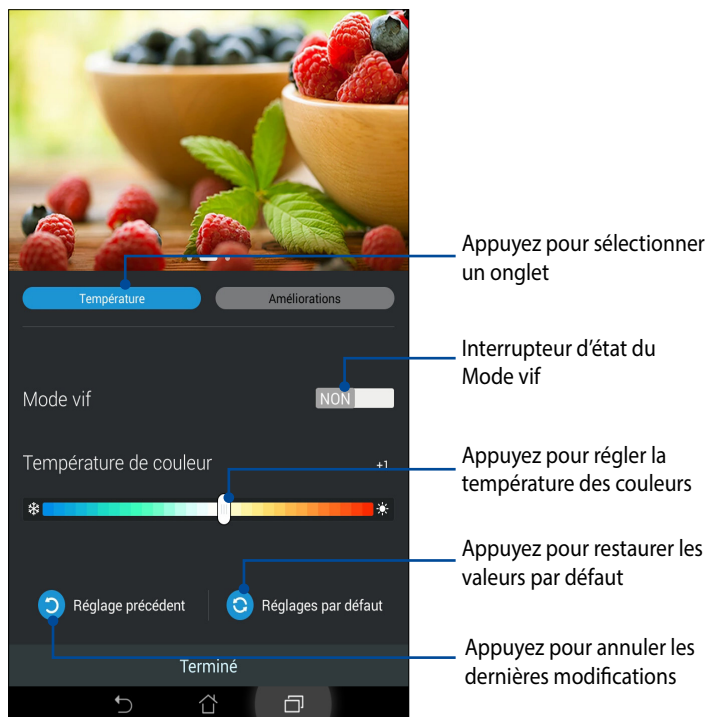 Appuyez pour sélectionner
un onglet
Température
Améliorations
Interrupteur d'état du
Mode vif
Mode vif
NON
Appuyez pour régler la
température des couleurs
Température de couleur
+1
Appuyez pour restaurer les
valeurs par défaut
Réglage précédent
Réglages par défaut
Appuyez pour annuler les
dernières modifications
Terminé